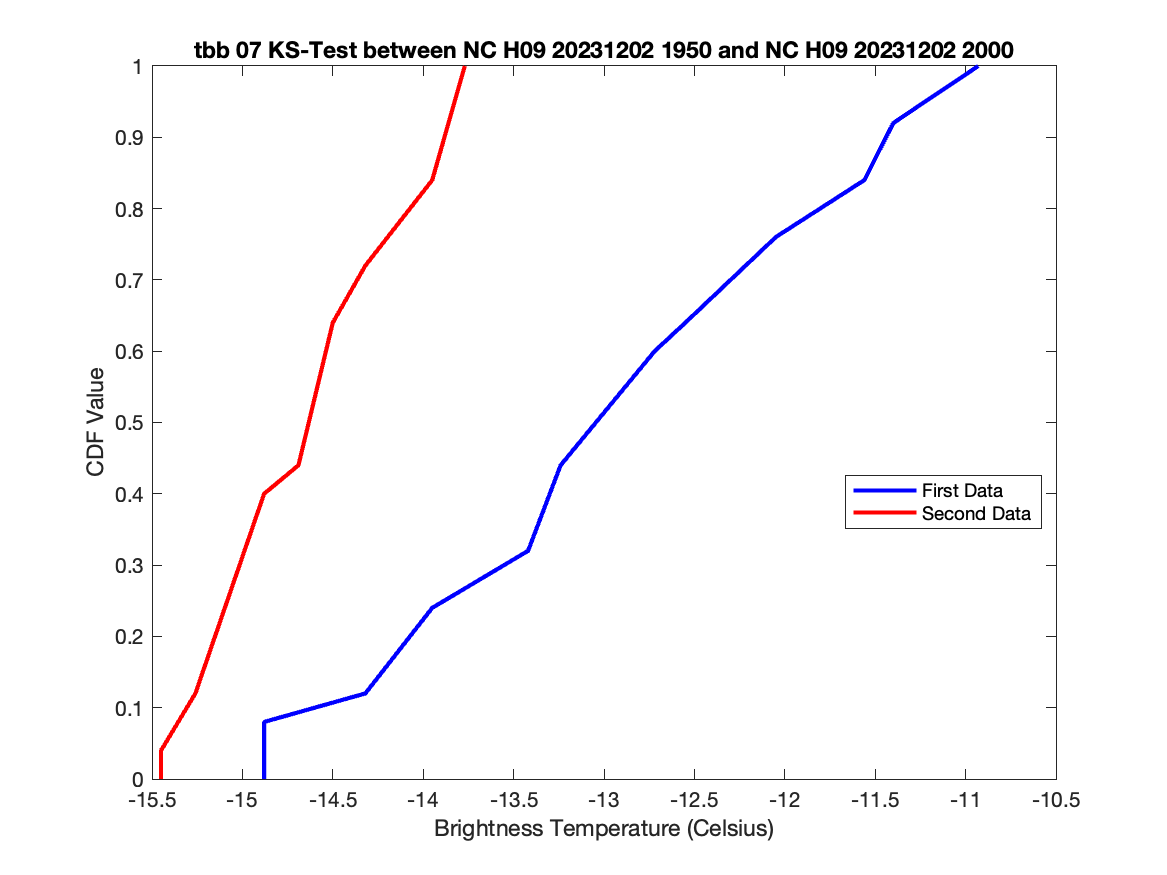 tbb 07 KS-Test between NC H09 20231202 1950 and NC H09 20231202 2000
1
0.9
0.8
0.7
0.6
0.5
0.4
0.3
0.2
0.1
0
CDF Value
First Data
Second Data
-15.5 -15 -14.5 -14 -13.5 -13 -12.5 -12 -11.5 -11 -10.5
Brightness Temperature (Celsius)